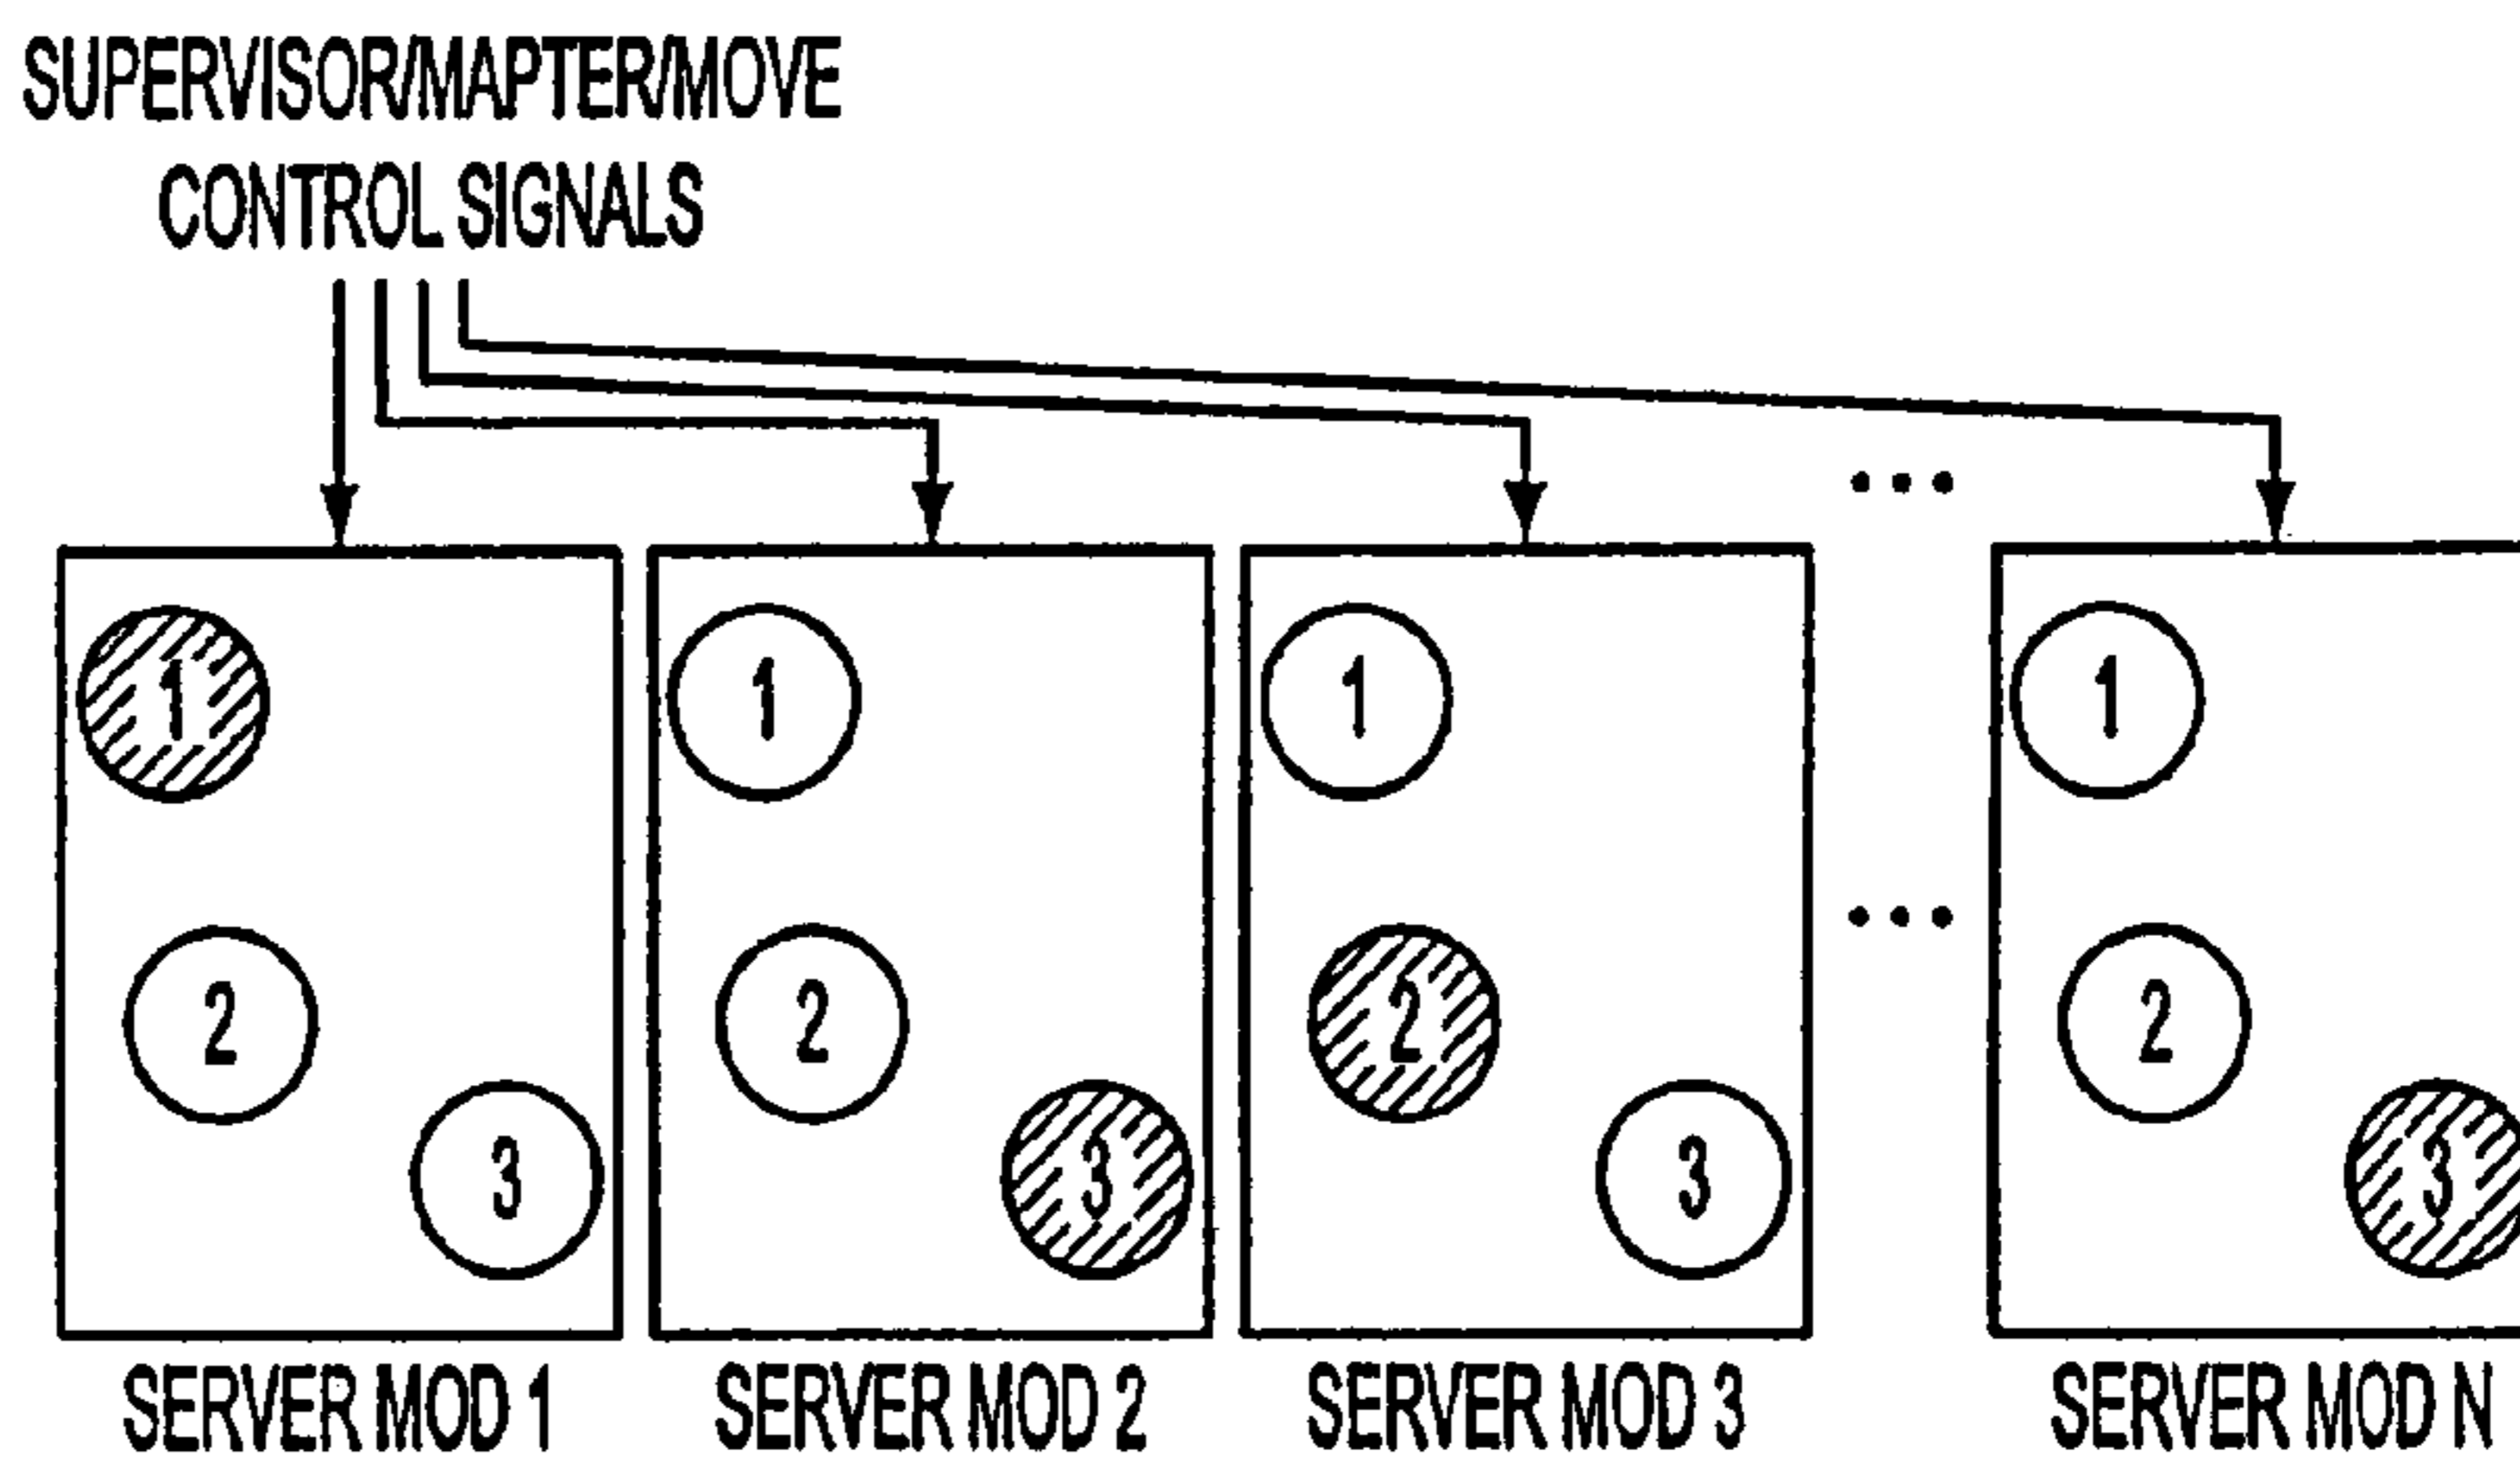 SUPERVISOR/MAPTER/MOVE
CONTROL SIGNALS
1 1 1 1
2 2 2 2
3 3 3 3
SERVER MOD 1 SERVER MOD 2 SERVER MOD 3 SERVER MOD N